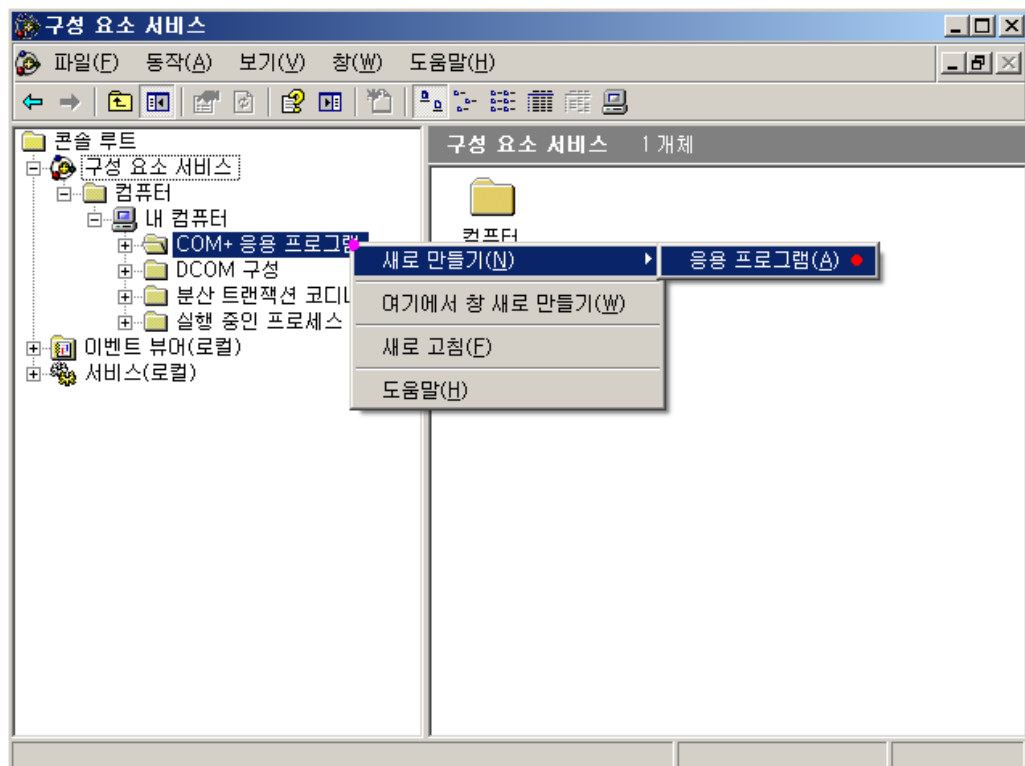 구성 요소 서비스
파일(F) 동작(A) 보기(V) 창(W) 도움말(H)
콘솔 루트
구성 요소 서비스
컴퓨터
내 컴퓨터
COM+ 응용 프로그램
DCOM 구성
분산 트랜잭션
실행 중인 프로세스
이벤트 뷰어(로컬)
서비스(로컬)
구성 요소 서비스 1 개체
컴퓨터
새로 만들기(N)
여기에서 창 새로 만들기(W)
새로 고침(F)
도움말(H)
응용 프로그램(A)